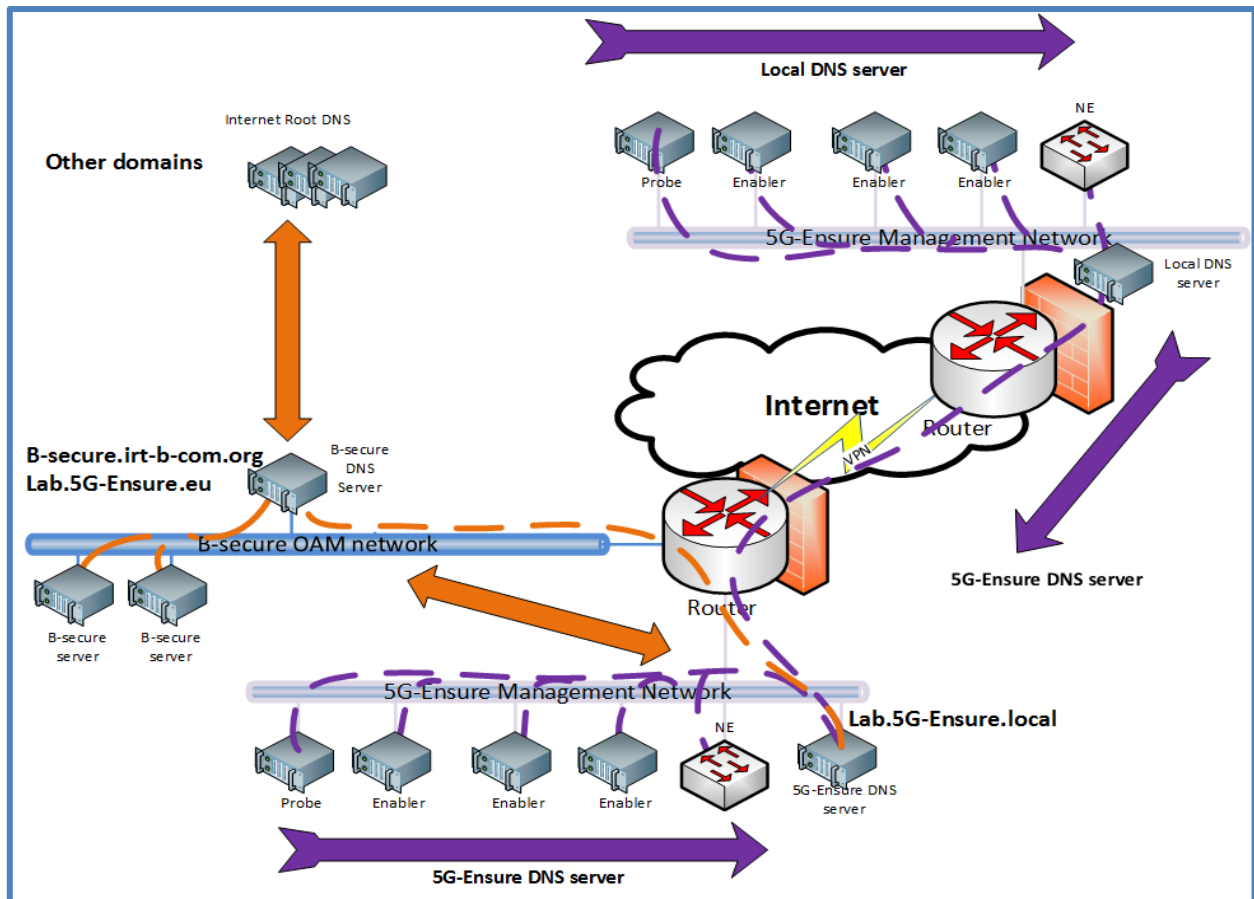 Local DNS server
NE
Internet Root DNS
Other domains
Probe
Enabler
Enabler
Enabler
5G-Ensure Management Network
Local DNS
server
Internet
Router
VPN
B-secure.irt-b-com.org
Lab.5G-Ensure.eu
B-secure
DNS
Server
B-secure OAM network
5G-Ensure DNS server
Router
B-secure
server
B-secure
server
5G-Ensure Management Network
Lab.5G-Ensure.local
NE
Probe
Enabler
Enabler
Enabler
5G-Ensure DNS
server
5G-Ensure DNS server